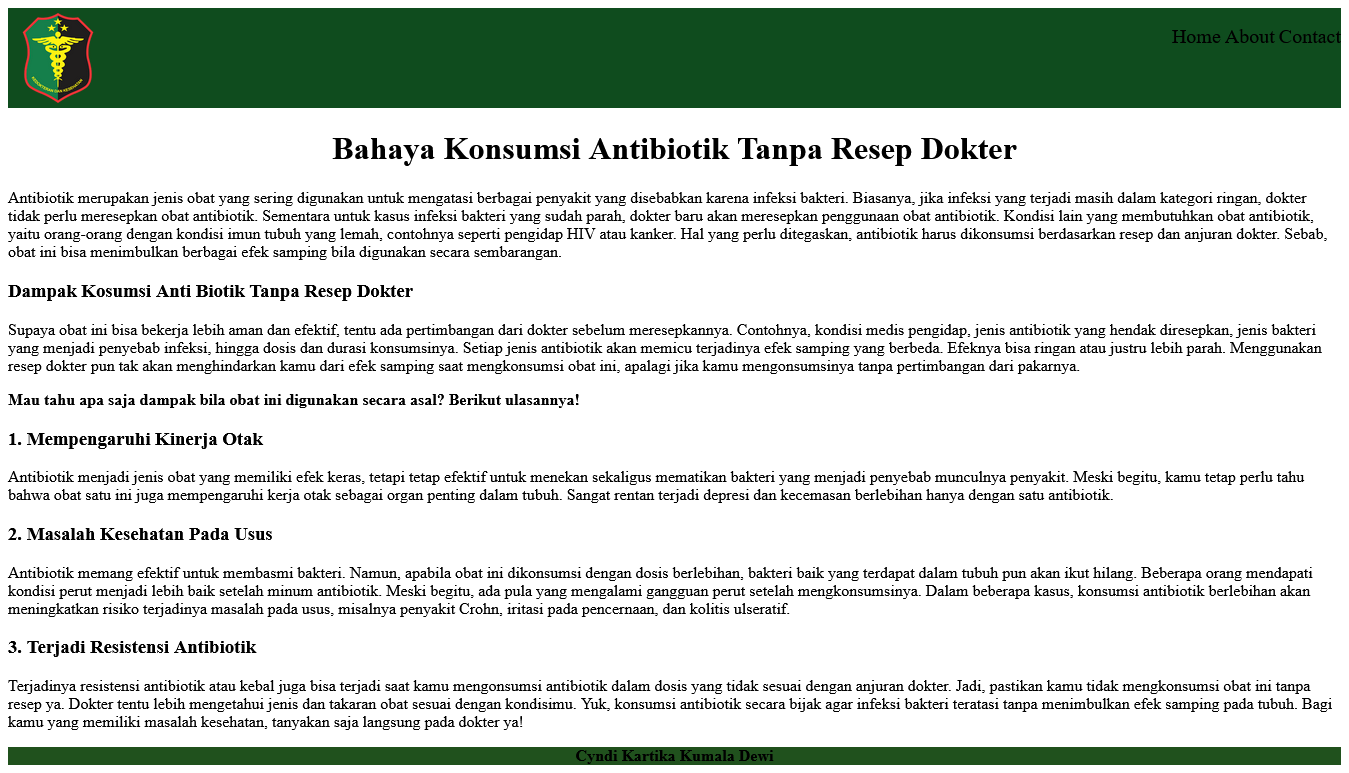 KEDOKTERAN DAN KESEHATAN
Home About Contact
Bahaya Konsumsi Antibiotik Tanpa Resep Dokter
Antibiotik merupakan jenis obat yang sering digunakan untuk mengatasi berbagai penyakit yang disebabkan karena infeksi bakteri. Biasanya, jika infeksi yang terjadi masih dalam kategori ringan, dokter
tidak perlu meresepkan obat antibiotik. Sementara untuk kasus infeksi bakteri yang sudah parah, dokter baru akan meresepkan penggunaan obat antibiotik. Kondisi lain yang membutuhkan obat antibiotik,
yaitu orang-orang dengan kondisi imun tubuh yang lemah, contohnya seperti pengidap HIV atau kanker. Hal yang perlu ditegaskan, antibiotik harus dikonsumsi berdasarkan resep dan anjuran dokter. Sebab,
obat ini bisa menimbulkan berbagai efek samping bila digunakan secara sembarangan.
Dampak Kosumsi Anti Biotik Tanpa Resep Dokter
Supaya obat ini bisa bekerja lebih aman dan efektif, tentu ada pertimbangan dari dokter sebelum meresepkannya. Contohnya, kondisi medis pengidap, jenis antibiotik yang hendak diresepkan, jenis bakteri
yang menjadi penyebab infeksi, hingga dosis dan durasi konsumsinya. Setiap jenis antibiotik akan memicu terjadinya efek samping yang berbeda. Efeknya bisa ringan atau justru lebih parah. Menggunakan
resep dokter pun tak akan menghindarkan kamu dari efek samping saat mengkonsumsi obat ini, apalagi jika kamu mengonsumsinya tanpa pertimbangan dari pakarnya.
Mau tahu apa saja dampak bila obat ini digunakan secara asal? Berikut ulasannya!
1. Mempengaruhi Kinerja Otak
Antibiotik menjadi jenis obat yang memiliki efek keras, tetapi tetap efektif untuk menekan sekaligus mematikan bakteri yang menjadi penyebab munculnya penyakit. Meski begitu, kamu tetap perlu tahu
bahwa obat satu ini juga mempengaruhi kerja otak sebagai organ penting dalam tubuh. Sangat rentan terjadi depresi dan kecemasan berlebihan hanya dengan satu antibiotik.
2. Masalah Kesehatan Pada Usus
Antibiotik memang efektif untuk membasmi bakteri. Namun, apabila obat ini dikonsumsi dengan dosis berlebihan, bakteri baik yang terdapat dalam tubuh pun akan ikut hilang. Beberapa orang mendapati
kondisi perut menjadi lebih baik setelah minum antibiotik. Meski begitu, ada pula yang mengalami gangguan perut setelah mengkonsumsinya. Dalam beberapa kasus, konsumsi antibiotik berlebihan akan
meningkatkan risiko terjadinya masalah pada usus, misalnya penyakit Crohn, iritasi pada pencernaan, dan kolitis ulseratif.
3. Terjadi Resistensi Antibiotik
Terjadinya resistensi antibiotik atau kebal juga bisa terjadi saat kamu mengonsumsi antibiotik dalam dosis yang tidak sesuai dengan anjuran dokter. Jadi, pastikan kamu tidak mengkonsumsi obat ini tanpa
resep ya. Dokter tentu lebih mengetahui jenis dan takaran obat sesuai dengan kondisimu. Yuk, konsumsi antibiotik secara bijak agar infeksi bakteri teratasi tanpa menimbulkan efek samping pada tubuh. Bagi
kamu yang memiliki masalah kesehatan, tanyakan saja langsung pada dokter ya!
Cyndi Kartika Kumala Dewi